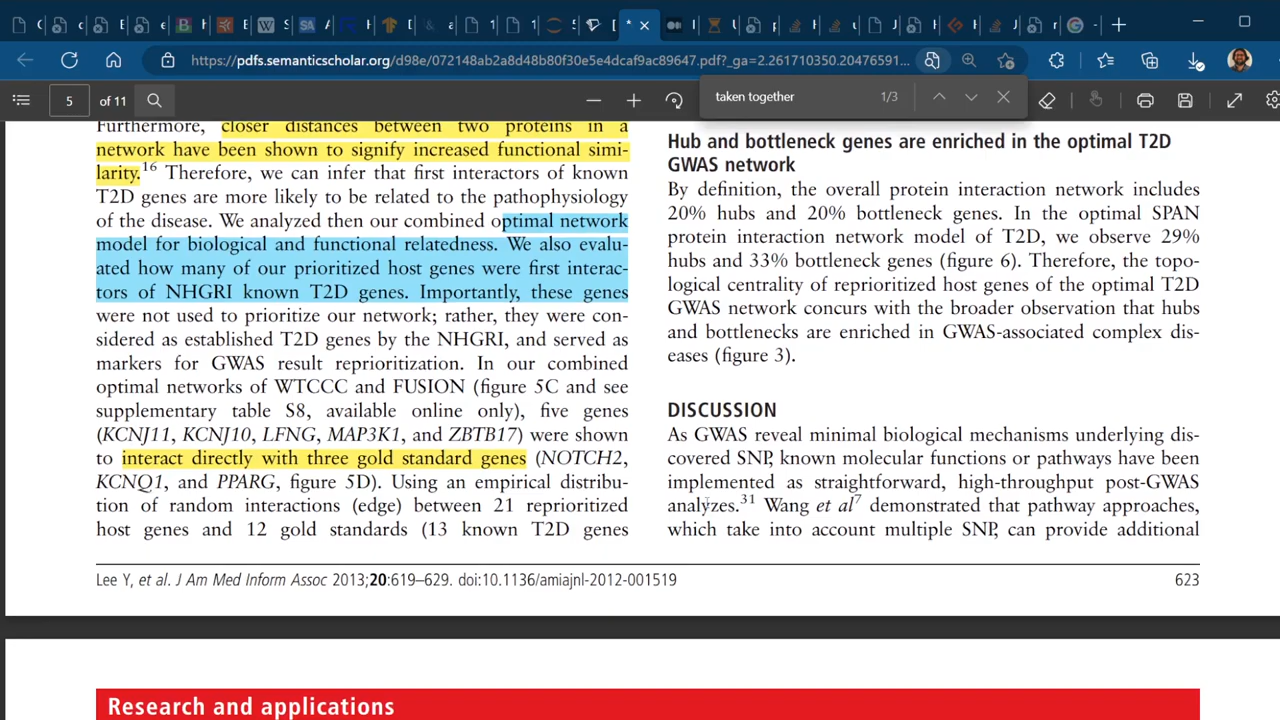 https://pdfs.semanticscholar.org/d98e/072148ab2a8d48b80f30e5e4dcaf9ac89647.pdf?_ga=2.261710350.20476591...
5
of 11
taken together
1/3
Furthermore, closer distances between two proteins in a
network have been shown to signify increased functional simi-
larity.16 Therefore, we can infer that first interactors of known
T2D genes are more likely to be related to the pathophysiology
of the disease. We analyzed then our combined optimal network
model for biological and functional relatedness. We also evalu-
ated how many of our prioritized host genes were first interac-
tors of NHGRI known T2D genes. Importantly, these genes
were not used to prioritize our network; rather, they were con-
sidered as established T2D genes by the NHGRI, and served as
markers for GWAS result reprioritization. In our combined
optimal networks of WTCCC and FUSION (figure 5C and see
supplementary table S8, available online only), five genes
(KCNJ11, KCNJ10, LFNG, MAP3K1, and ZBTB17) were shown
to interact directly with three gold standard genes (NOTCH2,
KCNQ1, and PPARG, figure 5D). Using an empirical distribu-
tion of random interactions (edge) between 21 reprioritized
host genes and 12 gold standards (13 known T2D genes
Hub and bottleneck genes are enriched in the optimal T2D
GWAS network
By definition, the overall protein interaction network includes
20% hubs and 20% bottleneck genes. In the optimal SPAN
protein interaction network model of T2D, we observe 29%
hubs and 33% bottleneck genes (figure 6). Therefore, the topo-
logical centrality of reprioritized host genes of the optimal T2D
GWAS network concurs with the broader observation that hubs
and bottlenecks are enriched in GWAS-associated complex dis-
eases (figure 3).
DISCUSSION
As GWAS reveal minimal biological mechanisms underlying dis-
covered SNP, known molecular functions or pathways have been
implemented as straightforward, high-throughput post-GWAS
analyzes.31 Wang et al7 demonstrated that pathway approaches,
which take into account multiple SNP, can provide additional
Lee Y, et al. J Am Med Inform Assoc 2013;20:619–629. doi:10.1136/amiajnl-2012-001519
623
Research and applications